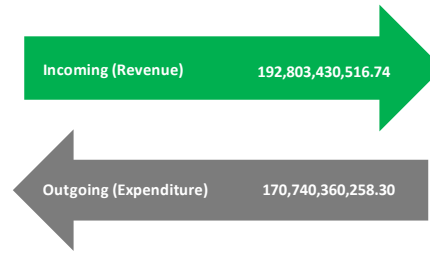 Incoming (Revenue) 192,803,430,516.74
Outgoing (Expenditure) 170,740,360,258.30